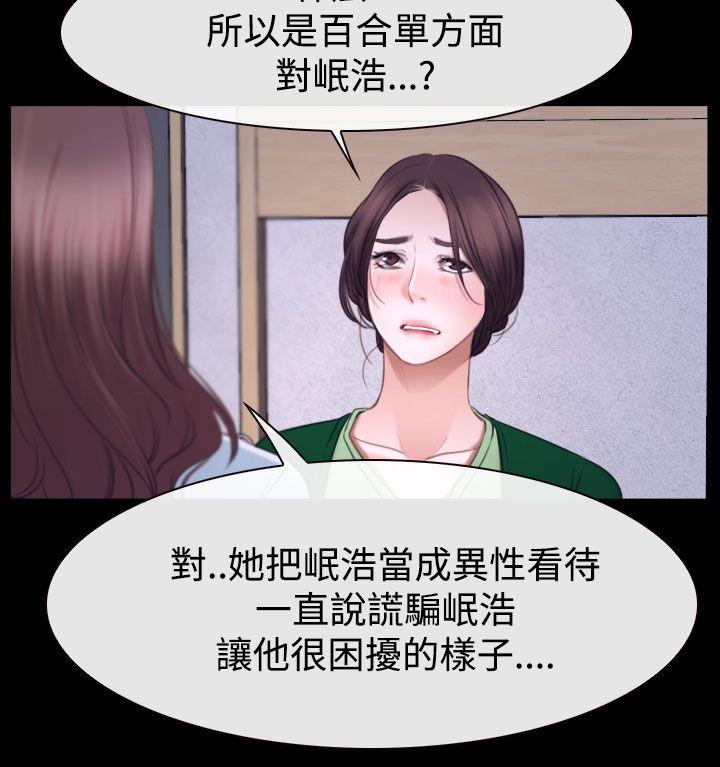 所以是百合單方面
對岷浩...?
對..她把岷浩當成異性看待
一直說謊騙岷浩
讓他很困擾的樣子....